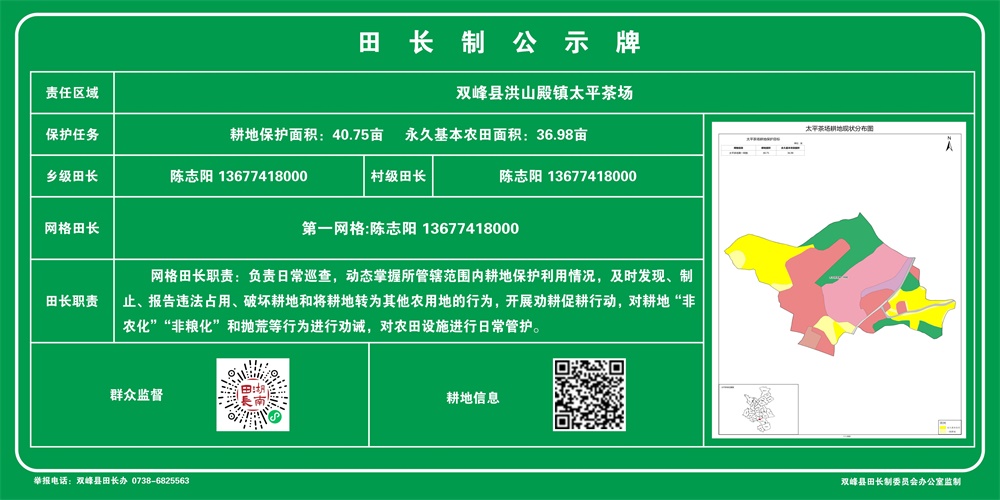 田长制公示牌
责任区域
双峰县洪山殿镇太平茶场
保护任务
耕地保护面积：40.75亩 永久基本农田面积：36.98亩
乡级田长
陈志阳 13677418000
村级田长
陈志阳 13677418000
网格田长
第一网格:陈志阳 13677418000
田长职责
网格田长职责：负责日常巡查，动态掌握所管辖范围内耕地保护利用情况，及时发现、制
止、报告违法占用、破坏耕地和将耕地转为其他农用地的行为，开展劝耕促耕行动，对耕地“非
农化”“非粮化”和抛荒等行为进行劝诫，对农田设施进行日常管护。
群众监督
湖南田长
耕地信息
太平茶场耕地现状分布图
N
举报电话：双峰县田长办 0738-6825563
双峰县田长制委员会办公室监制